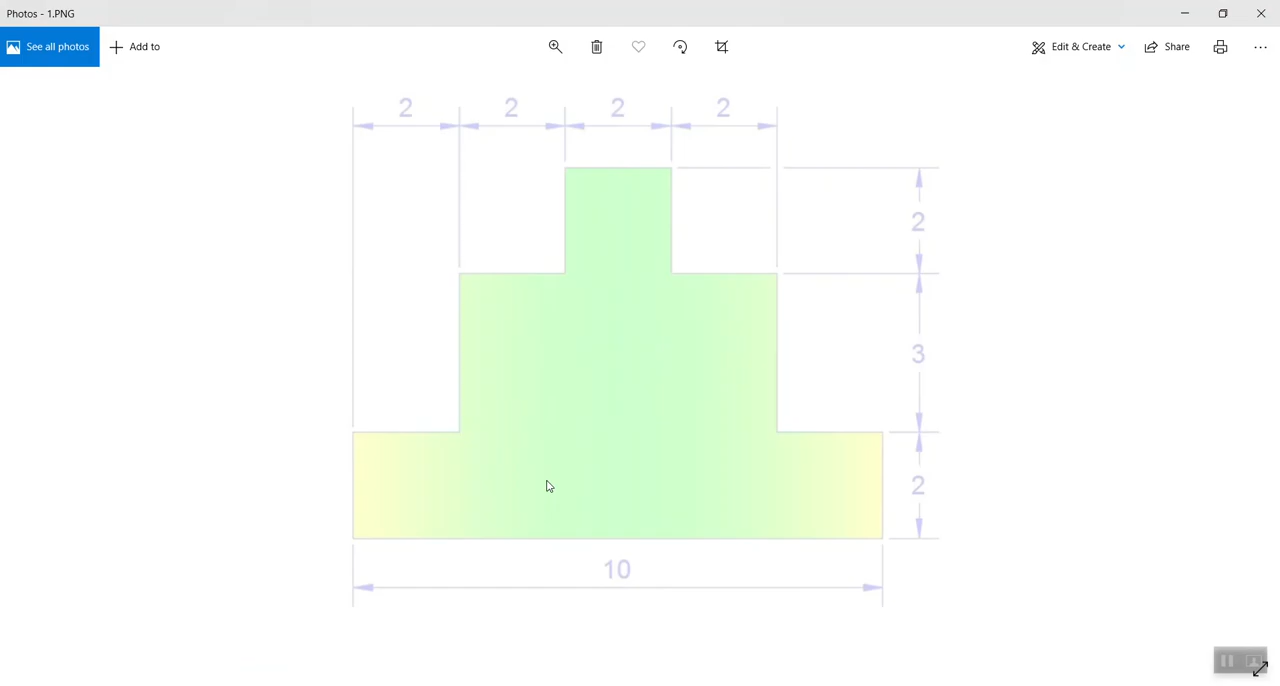 Photos - 1.PNG
See all photos
Add to
Edit & Create
Share
2 2 2 2
2
3
2
10